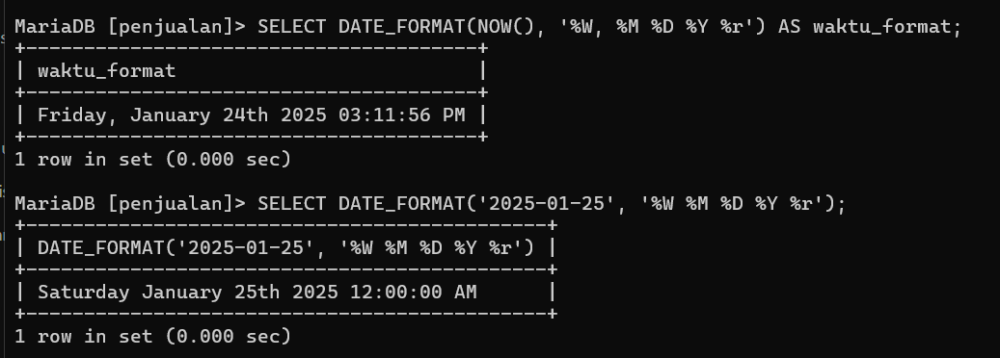 MariaDB [penjualan]> SELECT DATE_FORMAT(NOW(), '%W, %M %D %Y %r') AS waktu_format;
+---------------------------------------+
| waktu_format                          |
+---------------------------------------+
| Friday, January 24th 2025 03:11:56 PM |
+---------------------------------------+
1 row in set (0.000 sec)
MariaDB [penjualan]> SELECT DATE_FORMAT('2025-01-25', '%W %M %D %Y %r');
+---------------------------------------------+
| DATE_FORMAT('2025-01-25', '%W %M %D %Y %r') |
+---------------------------------------------+
| Saturday January 25th 2025 12:00:00 AM      |
+---------------------------------------------+
1 row in set (0.000 sec)